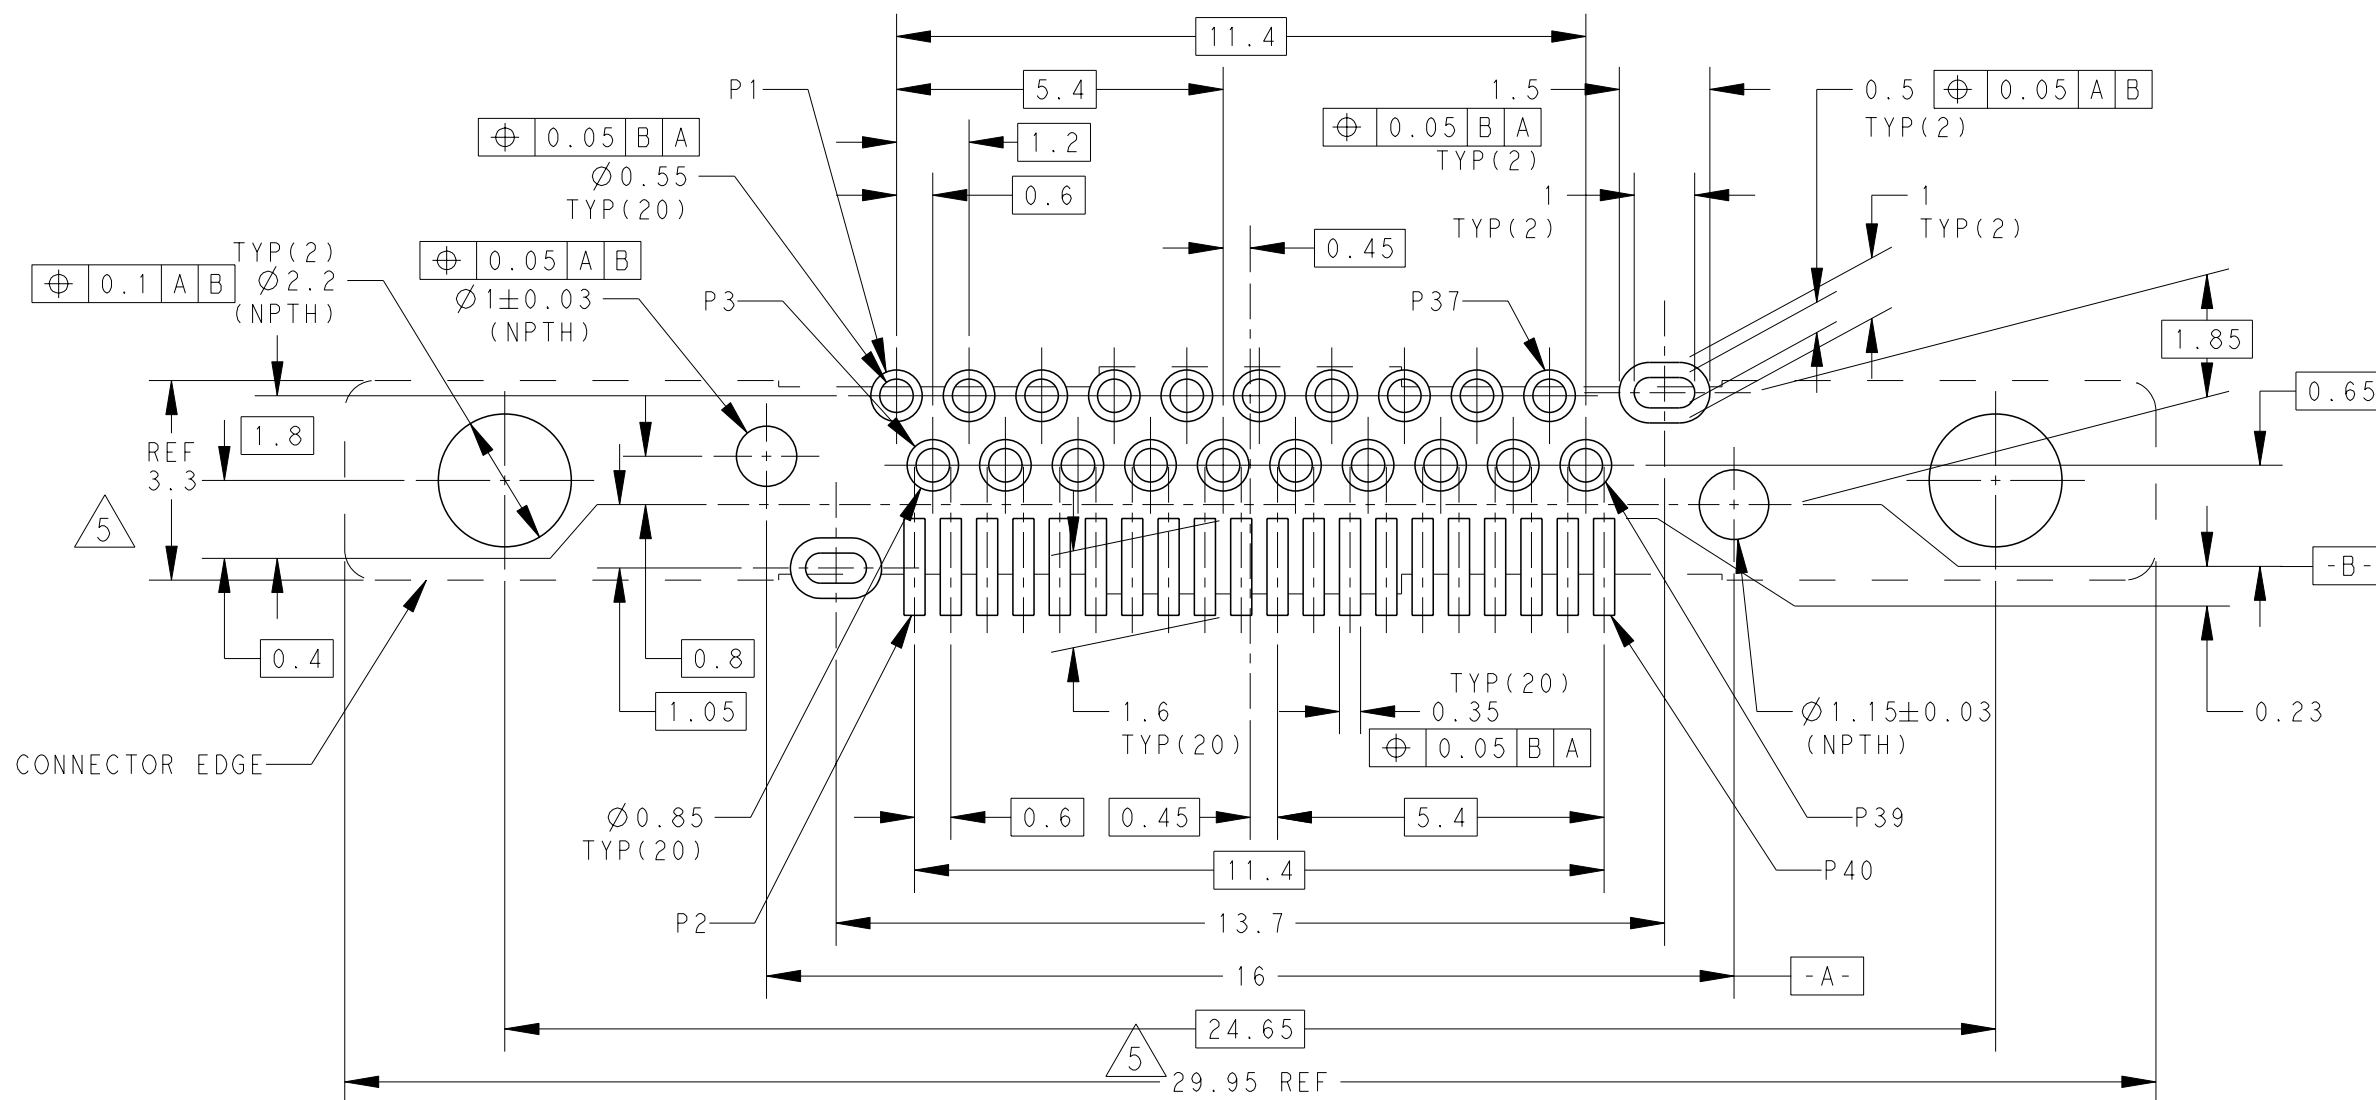 11.4
P1
5.4
1.5
0.5 ⌖ 0.05 A B
TYP(2)
⌖ 0.05 B A
Ø0.55
TYP(20)
1.2
⌖ 0.05 B A
TYP(2)
0.6
1
TYP(2)
1
TYP(2)
TYP(2)
⌖ 0.1 A B Ø2.2
(NPTH)
⌖ 0.05 A B
Ø1±0.03
(NPTH)
0.45
P3
P37
1.85
0.65
1.8
REF
3.3
5
-B-
0.4
0.8
1.05
1.6
TYP(20)
TYP(20)
0.35
⌖ 0.05 B A
Ø1.15±0.03
(NPTH)
0.23
CONNECTOR EDGE
Ø0.85
TYP(20)
0.6
0.45
5.4
P39
11.4
P40
P2
13.7
16
-A-
24.65
5
29.95 REF